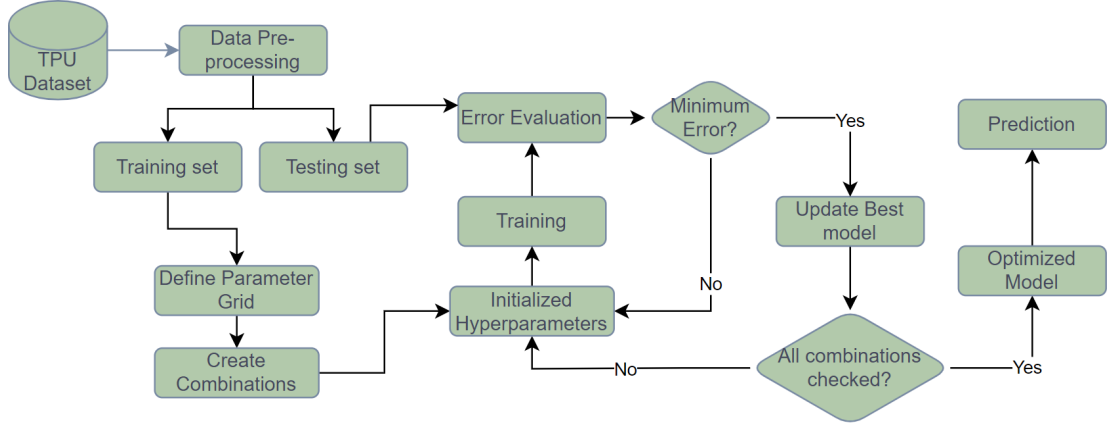 TPU
Dataset
Data Pre-
processing
Training set
Testing set
Define Parameter
Grid
Create
Combinations
Error Evaluation
Training
Initialized
Hyperparameters
Minimum
Error?
Yes
No
Update Best
model
All combinations
checked?
No
Yes
Optimized
Model
Prediction